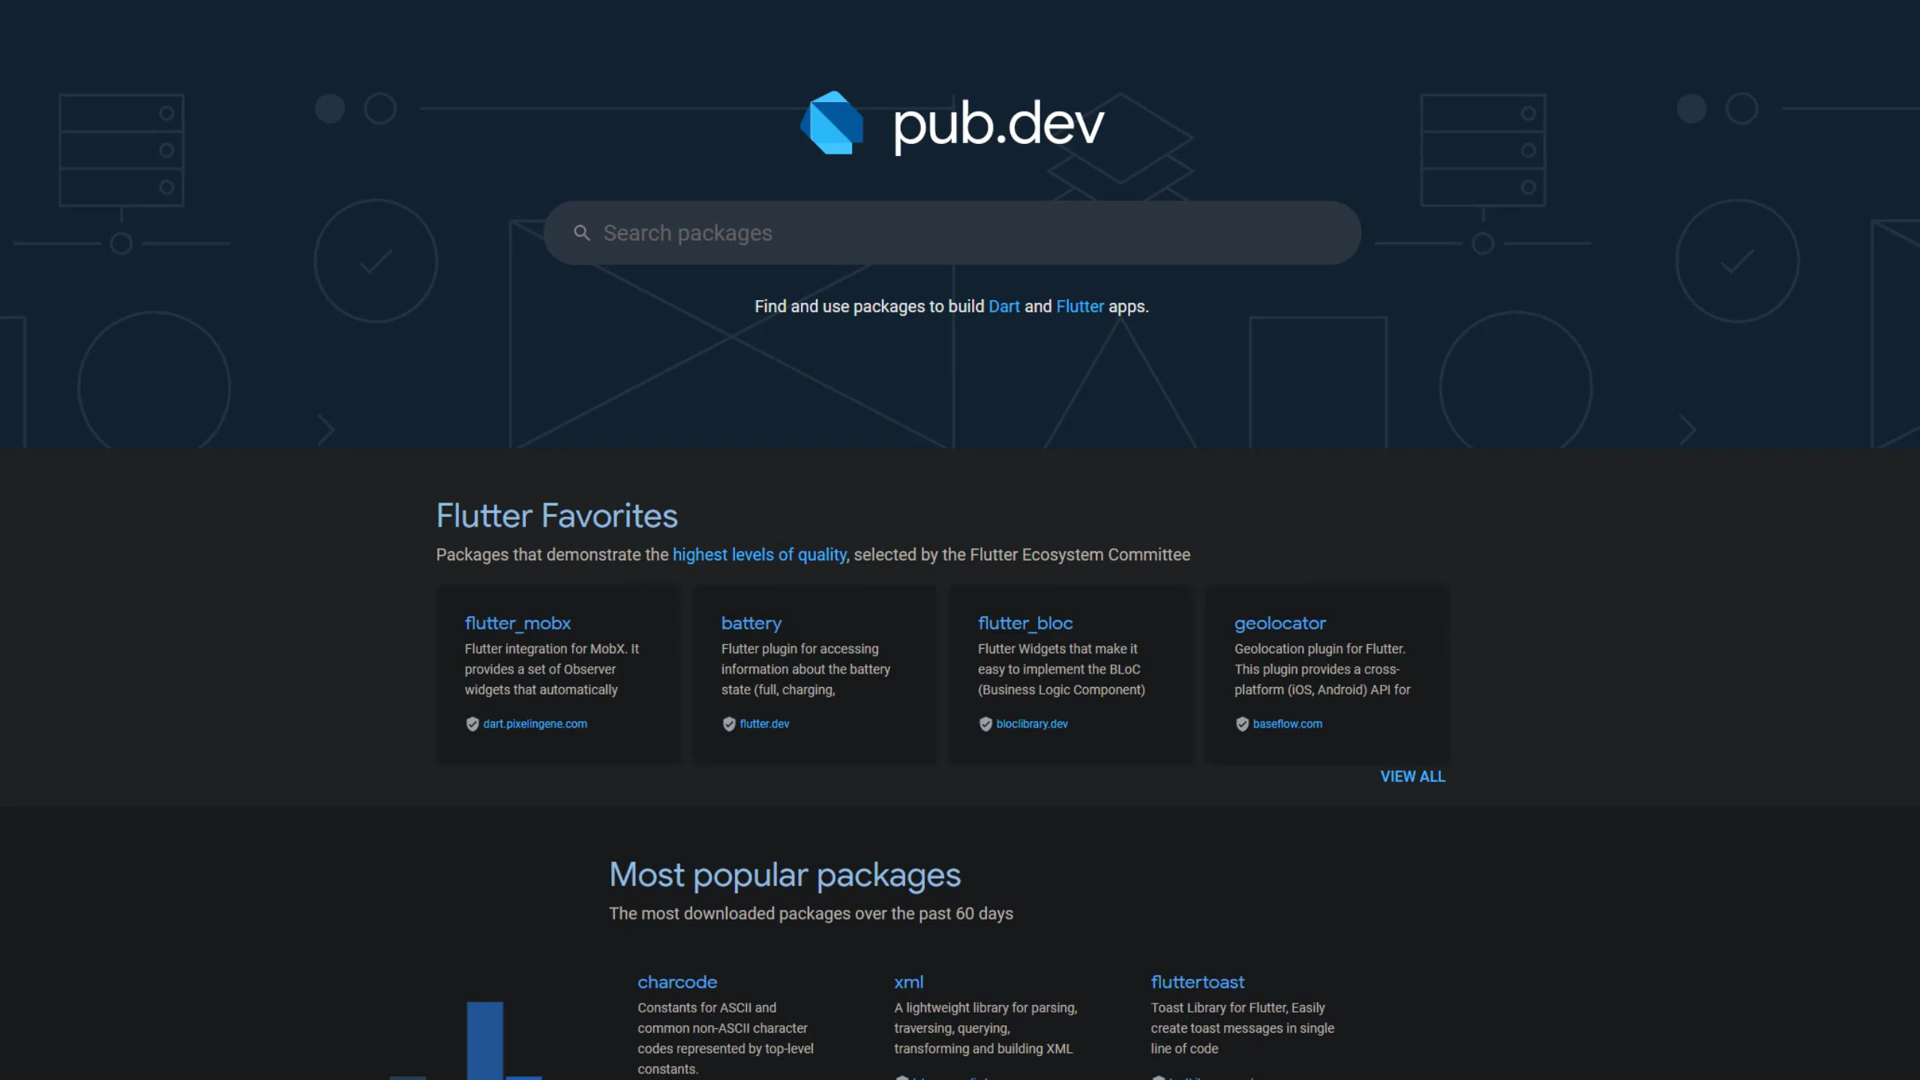 pub.dev
Search packages
Find and use packages to build Dart and Flutter apps.
Flutter Favorites
Packages that demonstrate the highest levels of quality, selected by the Flutter Ecosystem Committee
flutter_mobx
Flutter integration for MobX. It
provides a set of Observer
widgets that automatically
dart.pixelingene.com
battery
Flutter plugin for accessing
information about the battery
state (full, charging,
flutter.dev
flutter_bloc
Flutter Widgets that make it
easy to implement the BLoC
(Business Logic Component)
bloclibrary.dev
geolocator
Geolocation plugin for Flutter.
This plugin provides a cross-
platform (iOS, Android) API for
baseflow.com
VIEW ALL
Most popular packages
The most downloaded packages over the past 60 days
charcode
Constants for ASCII and
common non-ASCII character
codes represented by top-level
constants.
xml
A lightweight library for parsing,
traversing, querying,
transforming and building XML
fluttertoast
Toast Library for Flutter, Easily
create toast messages in single
line of code